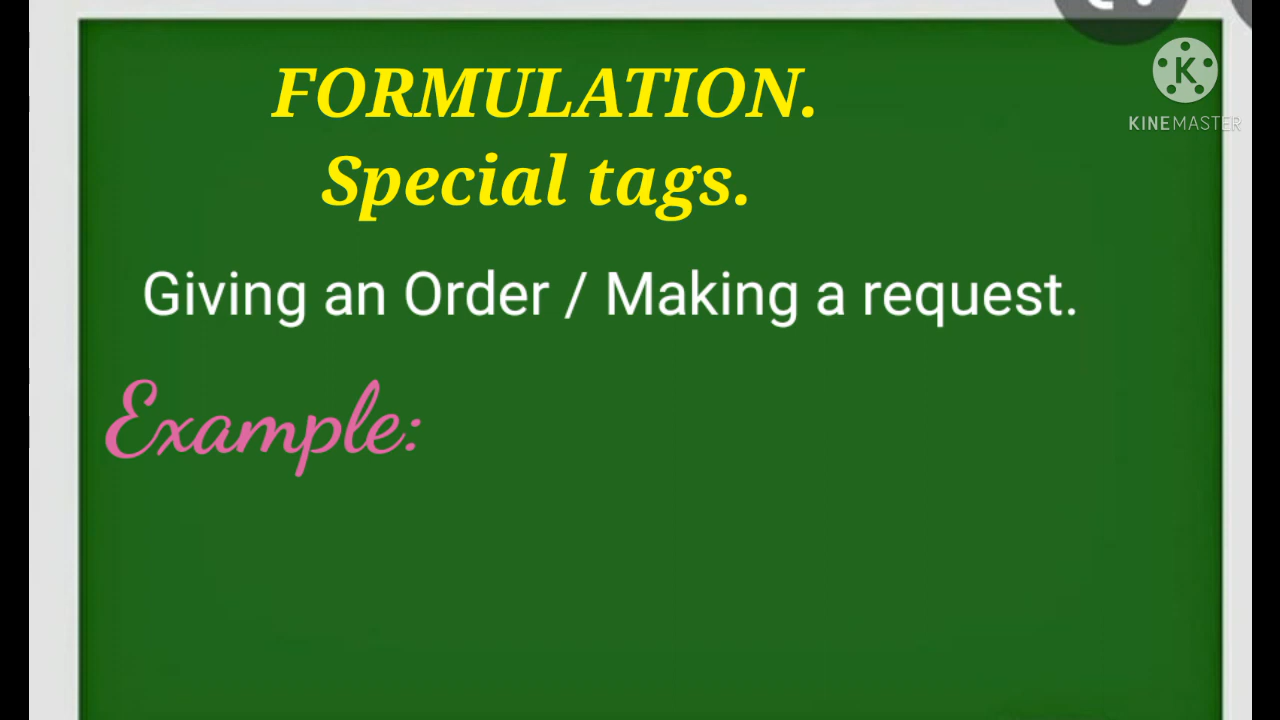 FORMULATION.
Special tags.
Giving an Order / Making a request.
Example:
K
KINEMASTER